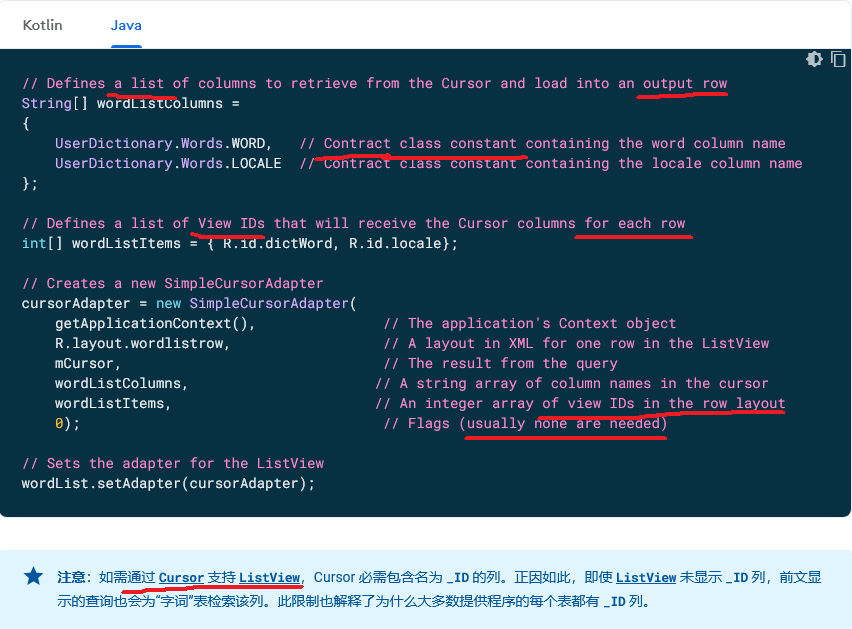 Kotlin Java
// Defines a list of columns to retrieve from the Cursor and load into an output row
String[] wordListColumns =
{
    UserDictionary.Words.WORD,   // Contract class constant containing the word column name
    UserDictionary.Words.LOCALE  // Contract class constant containing the locale column name
};
// Defines a list of View IDs that will receive the Cursor columns for each row
int[] wordListItems = { R.id.dictWord, R.id.locale};
// Creates a new SimpleCursorAdapter
cursorAdapter = new SimpleCursorAdapter(
    getApplicationContext(),               // The application's Context object
    R.layout.wordlistrow,                  // A layout in XML for one row in the ListView
    mCursor,                               // The result from the query
    wordListColumns,                      // A string array of column names in the cursor
    wordListItems,                        // An integer array of view IDs in the row layout
    0);                                    // Flags (usually none are needed)
// Sets the adapter for the ListView
wordList.setAdapter(cursorAdapter);
注意：如需通过 Cursor 支持 ListView，Cursor 必需包含名为 _ID 的列。正因如此，即使 ListView 未显示 _ID 列，前文显
示的查询也会为“字词”表检索该列。此限制也解释了为什么大多数提供程序的每个表都有 _ID 列。